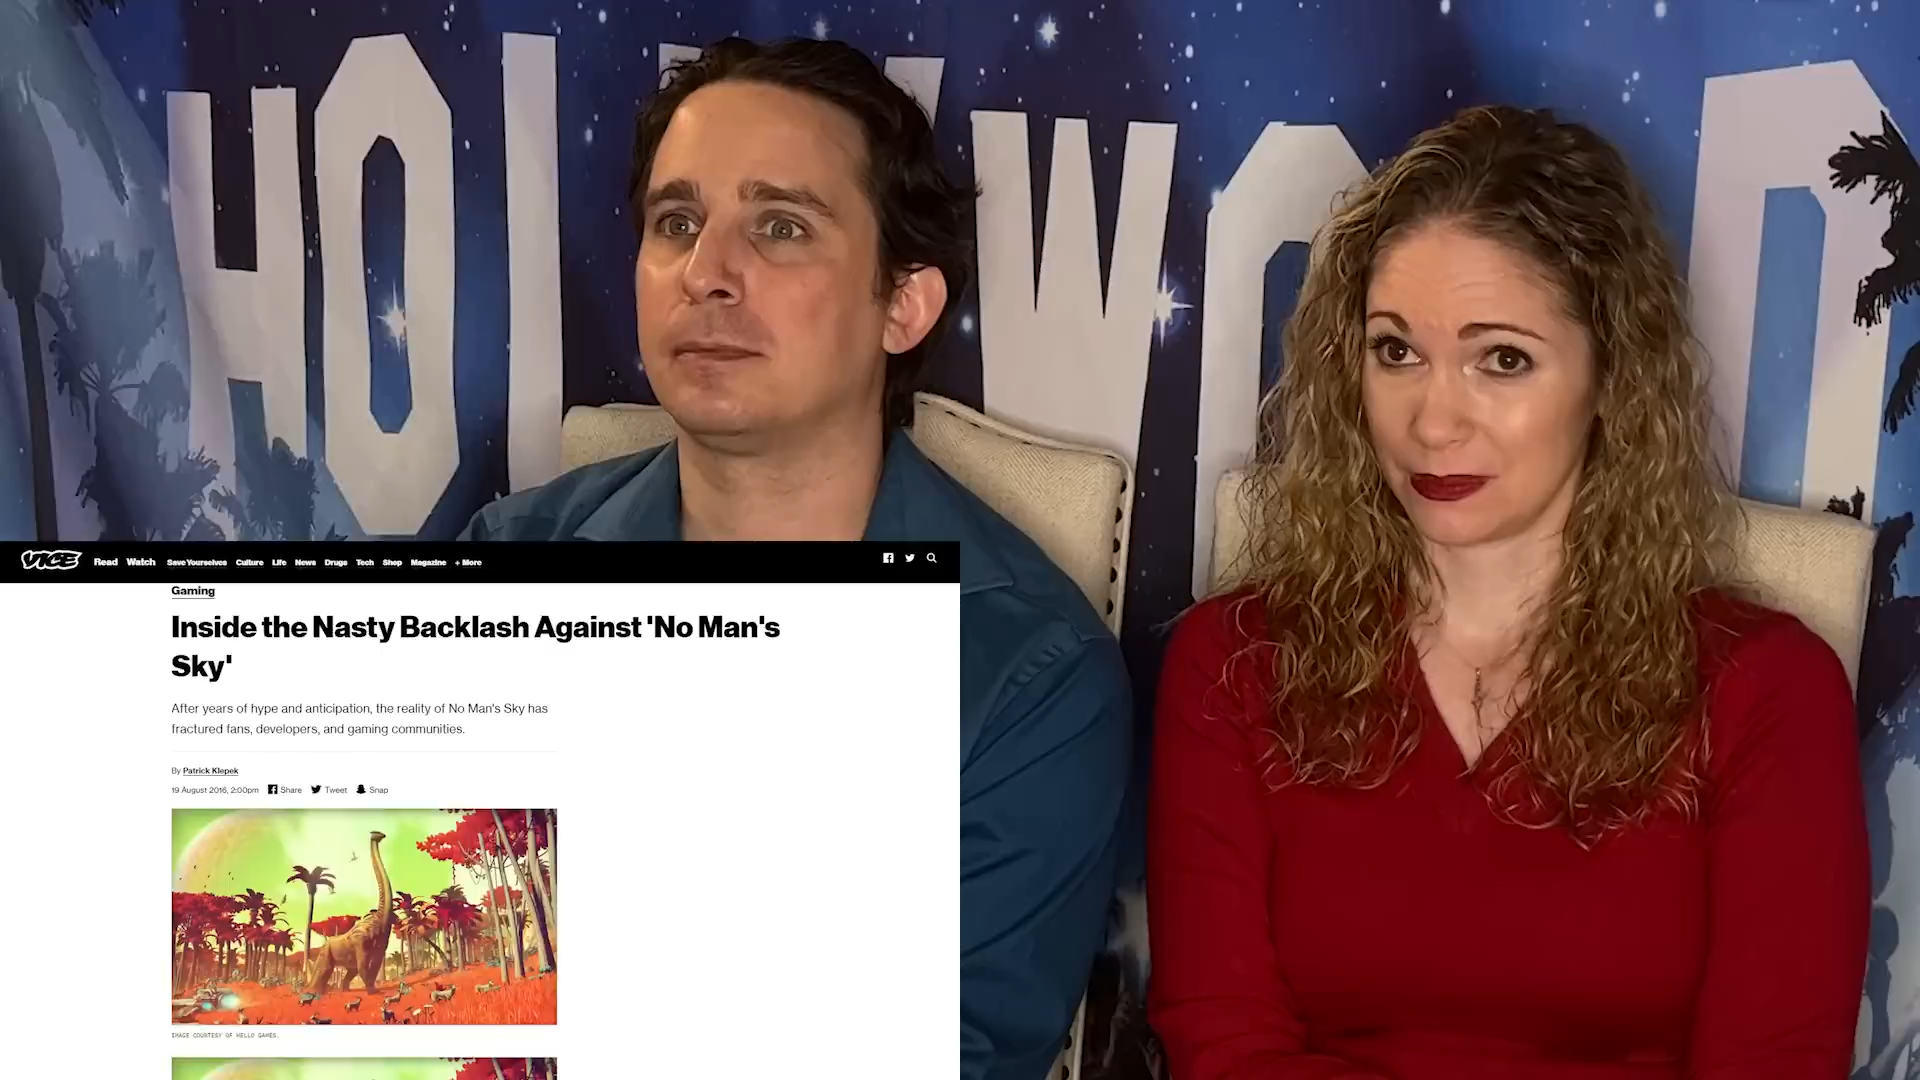 HOLLYWOOD
VICE Read Watch Save Yourselves Culture Life News Drugs Tech Shop Magazine + More
Gaming
Inside the Nasty Backlash Against 'No Man's
Sky'
After years of hype and anticipation, the reality of No Man's Sky has
fractured fans, developers, and gaming communities.
By Patrick Klepek
19 August 2016, 2:00pm Share Tweet Snap
IMAGE COURTESY OF HELLO GAMES.